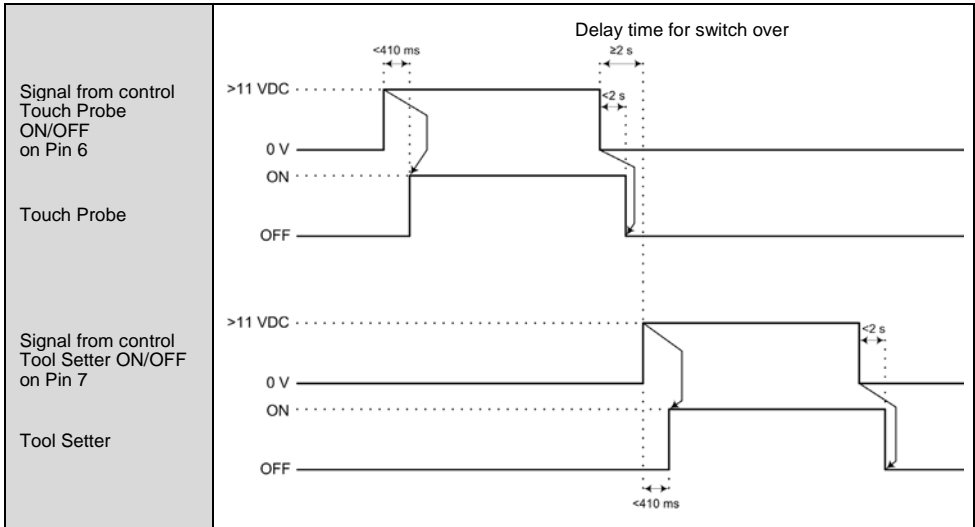 Delay time for switch over
<410 ms
≥2 s
Signal from control
Touch Probe
ON/OFF
on Pin 6
>11 VDC
<2 s
0 V
ON
Touch Probe
OFF
Signal from control
Tool Setter ON/OFF
on Pin 7
>11 VDC
<2 s
0 V
ON
Tool Setter
OFF
<410 ms